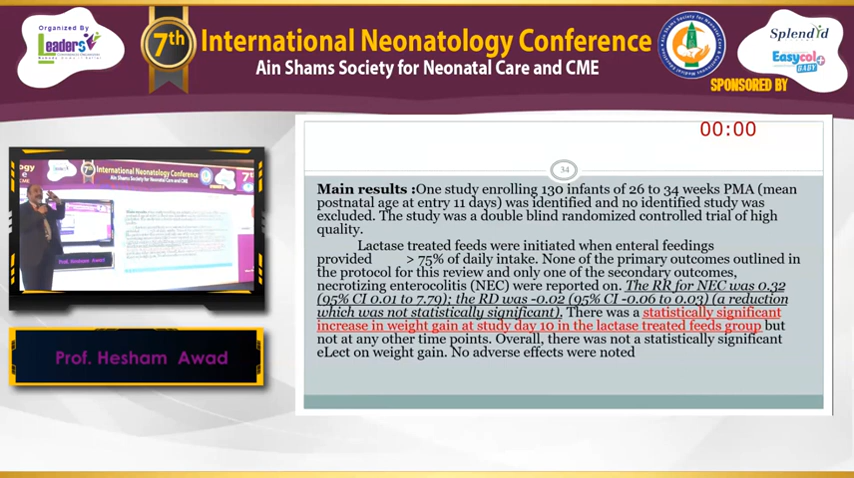 Organized By
Leaders
7th
International Neonatology Conference
Ain Shams Society for Neonatal Care and CME
Splendid
Easycol
BABY
SPONSORED BY
00:00
34
Main results :One study enrolling 130 infants of 26 to 34 weeks PMA (mean
postnatal age at entry 11 days) was identified and no identified study was
excluded. The study was a double blind randomized controlled trial of high
quality.
Lactase treated feeds were initiated when enteral feedings
provided > 75% of daily intake. None of the primary outcomes outlined in
the protocol for this review and only one of the secondary outcomes,
necrotizing enterocolitis (NEC) were reported on. The RR for NEC was 0.32
(95% CI 0.01 to 7.79); the RD was -0.02 (95% CI -0.06 to 0.03) (a reduction
which was not statistically significant). There was a statistically significant
increase in weight gain at study day 10 in the lactase treated feeds group but
not at any other time points. Overall, there was not a statistically significant
eLect on weight gain. No adverse effects were noted
International Neonatology Conference
Prof. Hesham Awad
Prof. Hesham Awad